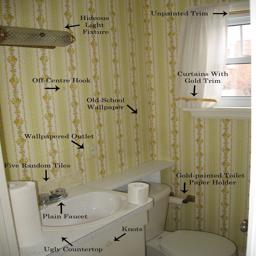 Hideous
Light
Fixture
Unpainted Trim
Off-Centre Hook
Curtains With
Gold Trim
Old-School
Wallpaper
Wallpapered Outlet
Five Random Tiles
Gold-painted Toilet
Paper Holder
Plain Faucet
Knots
Ugly Countertop